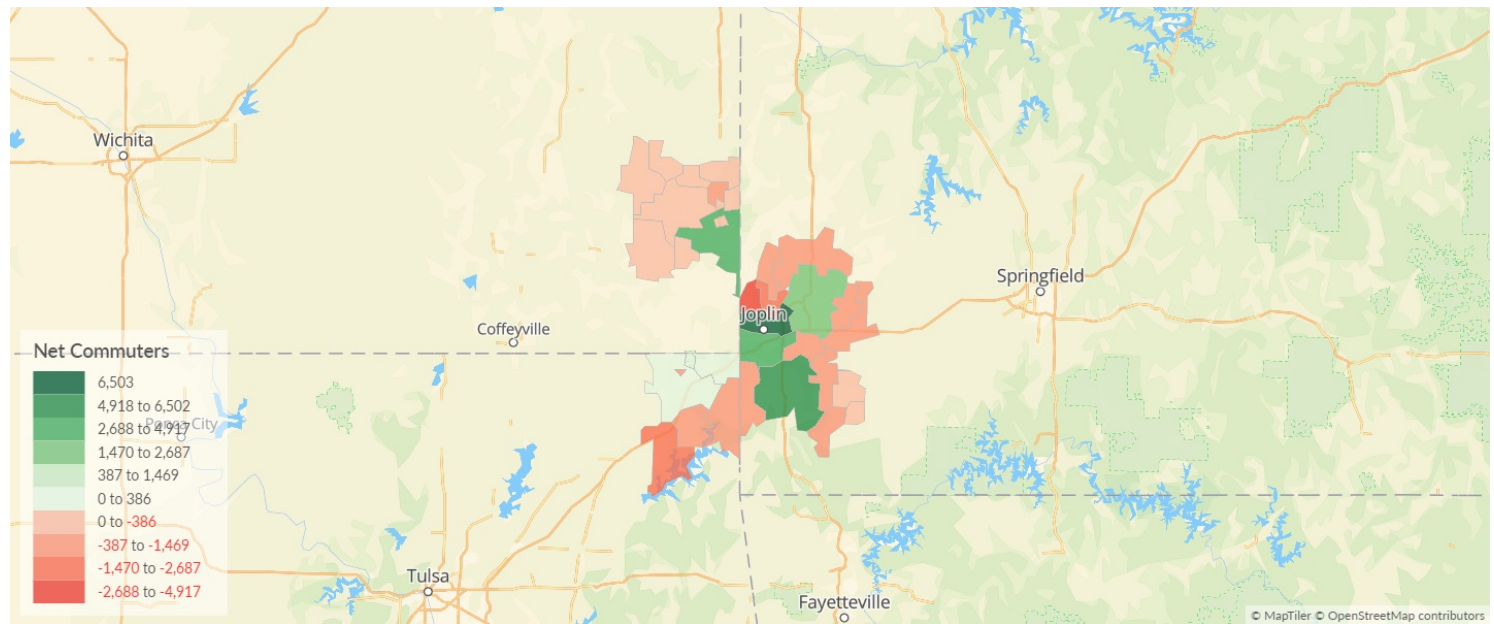 Wichita
Springfield
Joplin
Coffeyville
Net Commuters
6,503
4,918 to 6,502
Ponca City
2,688 to 4,917
1,470 to 2,687
387 to 1,469
0 to 386
0 to -386
-387 to -1,469
-1,470 to -2,687
-2,688 to -4,917
Tulsa
Fayetteville
© MapTiler © OpenStreetMap contributors